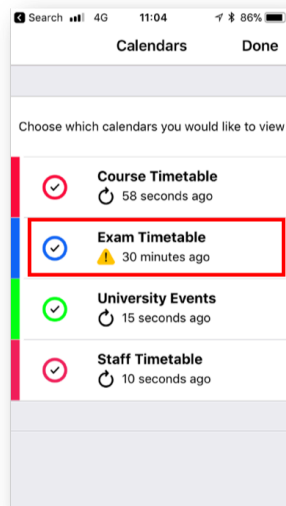 Search 4G 11:04 86%
Calendars Done
Choose which calendars you would like to view
Course Timetable
58 seconds ago
Exam Timetable
30 minutes ago
University Events
15 seconds ago
Staff Timetable
10 seconds ago